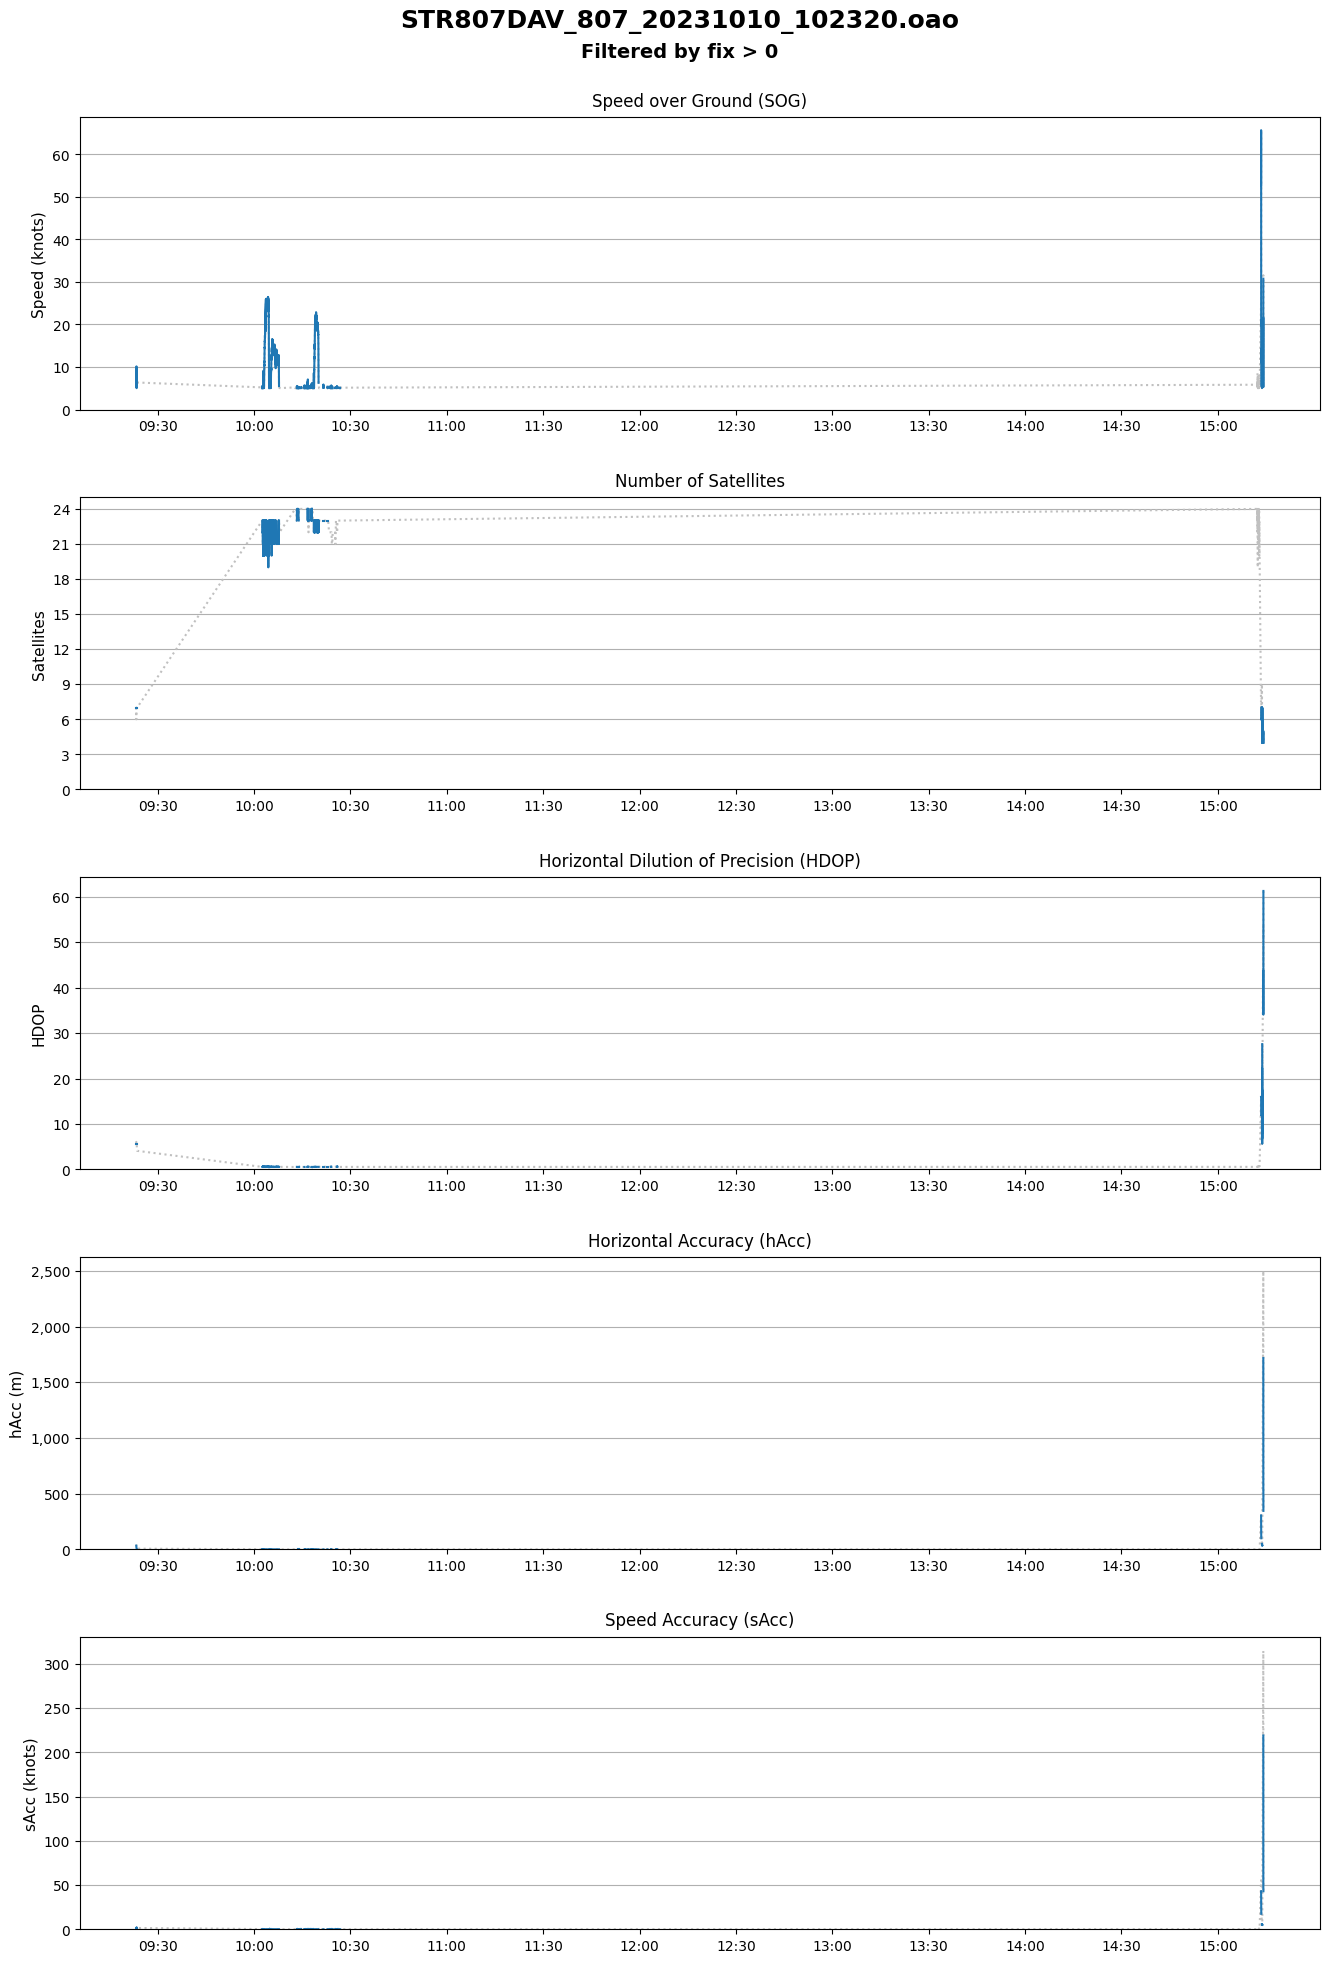 STR807DAV_807_20231010_102320.oao
Filtered by fix > 0
Speed over Ground (SOG)
Speed (knots)
60
50
40
30
20
10
0
09:30 10:00 10:30 11:00 11:30 12:00 12:30 13:00 13:30 14:00 14:30 15:00
Number of Satellites
Satellites
24
21
18
15
12
9
6
3
0
09:30 10:00 10:30 11:00 11:30 12:00 12:30 13:00 13:30 14:00 14:30 15:00
Horizontal Dilution of Precision (HDOP)
HDOP
60
50
40
30
20
10
0
09:30 10:00 10:30 11:00 11:30 12:00 12:30 13:00 13:30 14:00 14:30 15:00
Horizontal Accuracy (hAcc)
hAcc (m)
2,500
2,000
1,500
1,000
500
0
09:30 10:00 10:30 11:00 11:30 12:00 12:30 13:00 13:30 14:00 14:30 15:00
Speed Accuracy (sAcc)
sAcc (knots)
300
250
200
150
100
50
0
09:30 10:00 10:30 11:00 11:30 12:00 12:30 13:00 13:30 14:00 14:30 15:00